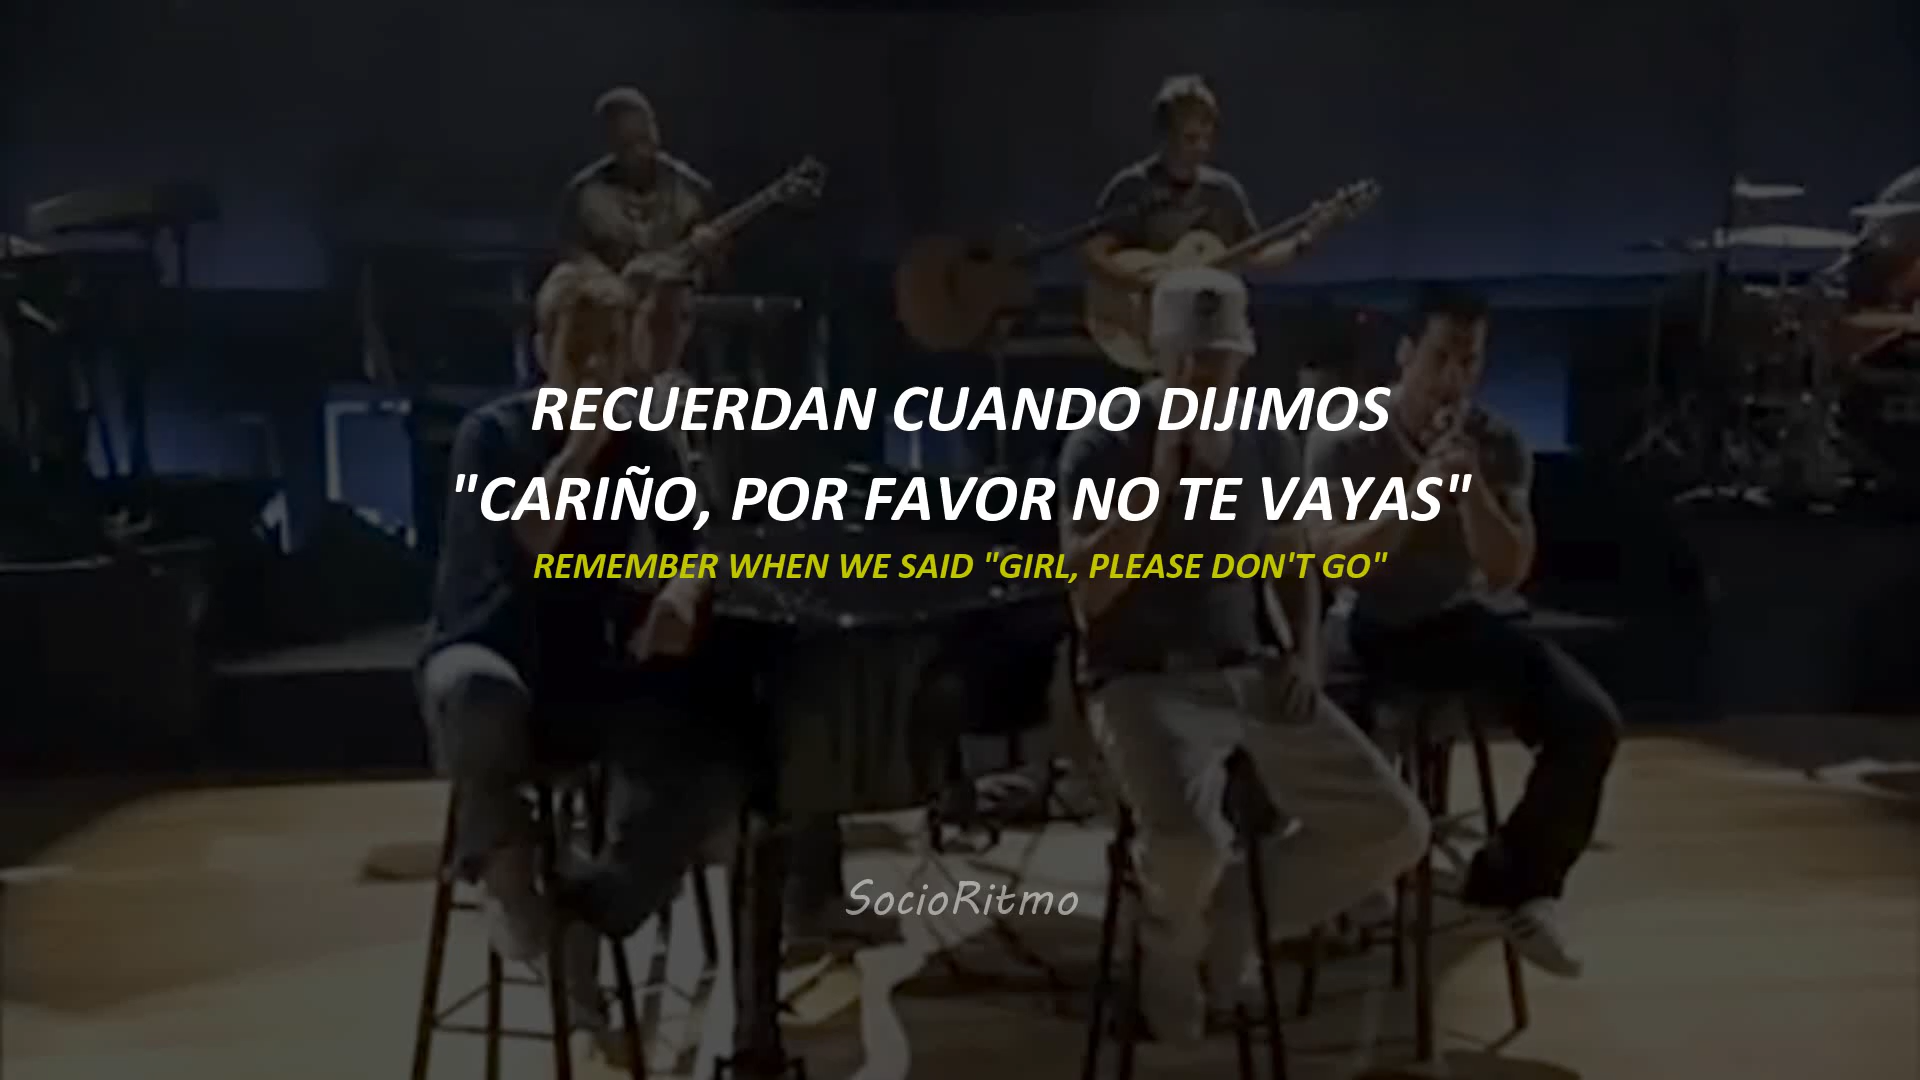 RECUERDAN CUANDO DIJIMOS
"CARIÑO, POR FAVOR NO TE VAYAS"
REMEMBER WHEN WE SAID "GIRL, PLEASE DON'T GO"
SocioRitmo